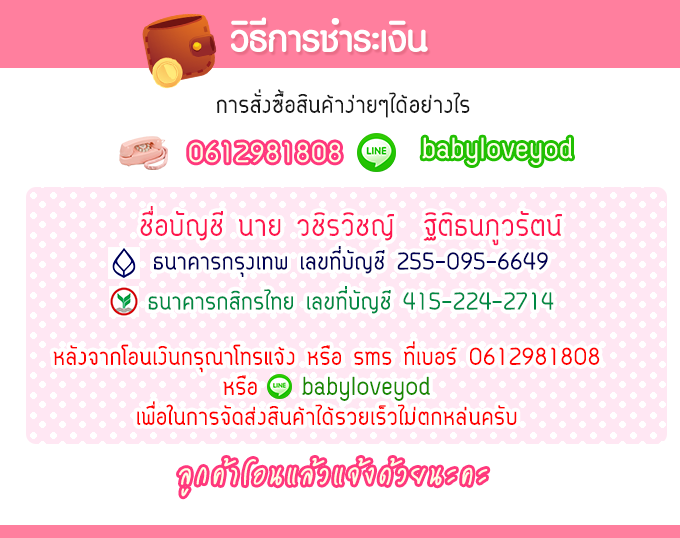 วิธีการชำระเงิน
การสั่งซื้อสินค้าง่ายๆได้อย่างไร
0612981808 LINE babyloveyod
ชื่อบัญชี นาย วชิรวิชญ์ ฐิติธนภูวรัตน์
ธนาคารกรุงเทพ เลขที่บัญชี 255-095-6649
ธนาคารกสิกรไทย เลขที่บัญชี 415-224-2714
หลังจากโอนเงินกรุณาโทรแจ้ง หรือ sms ที่เบอร์ 0612981808
หรือ LINE babyloveyod
เพื่อในการจัดส่งสินค้าได้รวยเร็วไม่ตกหล่นครับ
ลูกค้าโอนแล้วแจ้งด้วยนะคะ